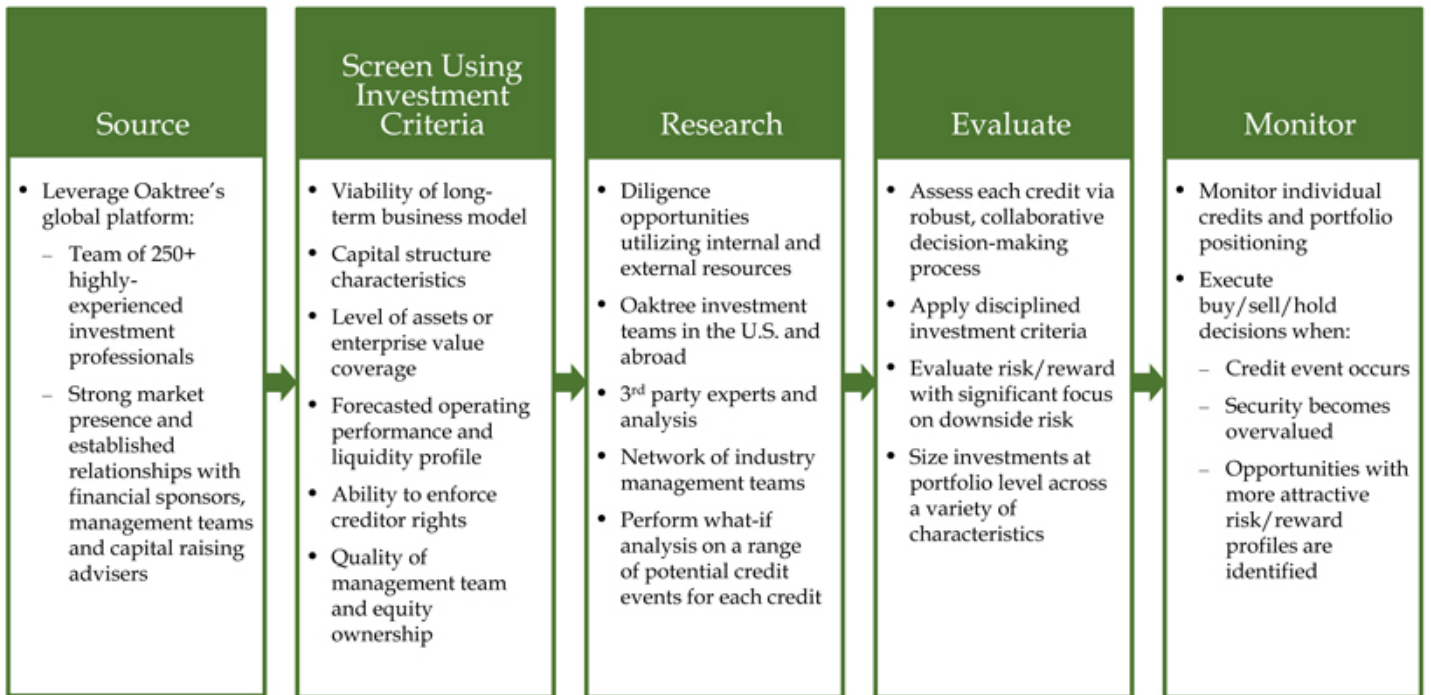 Source
• Leverage Oaktree’s
global platform:
– Team of 250+
highly-
experienced
investment
professionals
– Strong market
presence and
established
relationships with
financial sponsors,
management teams
and capital raising
advisers
Screen Using
Investment
Criteria
• Viability of long-
term business model
• Capital structure
characteristics
• Level of assets or
enterprise value
coverage
• Forecasted operating
performance and
liquidity profile
• Ability to enforce
creditor rights
• Quality of
management team
and equity
ownership
Research
• Diligence
opportunities
utilizing internal and
external resources
• Oaktree investment
teams in the U.S. and
abroad
• 3rd party experts and
analysis
• Network of industry
management teams
• Perform what-if
analysis on a range
of potential credit
events for each credit
Evaluate
• Assess each credit via
robust, collaborative
decision-making
process
• Apply disciplined
investment criteria
• Evaluate risk/reward
with significant focus
on downside risk
• Size investments at
portfolio level across
a variety of
characteristics
Monitor
• Monitor individual
credits and portfolio
positioning
• Execute
buy/sell/hold
decisions when:
– Credit event occurs
– Security becomes
overvalued
– Opportunities with
more attractive
risk/reward
profiles are
identified